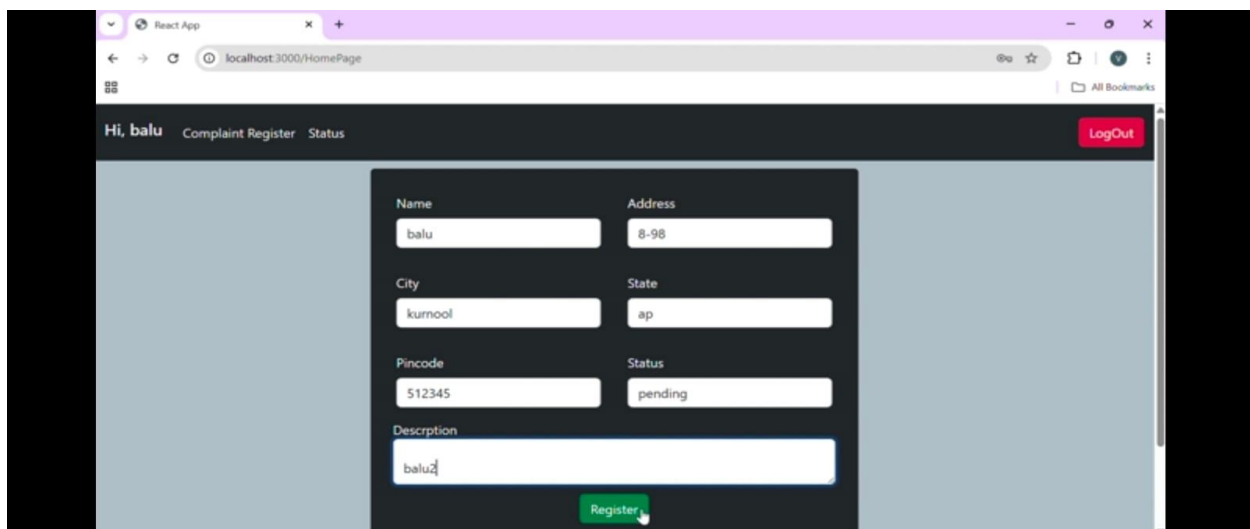 React App
localhost:3000/HomePage
V
All Bookmarks
Hi, balu Complaint Register Status LogOut
Name Address
balu 8-98
City State
kurnool ap
Pincode Status
512345 pending
Descrption
balu2
Register